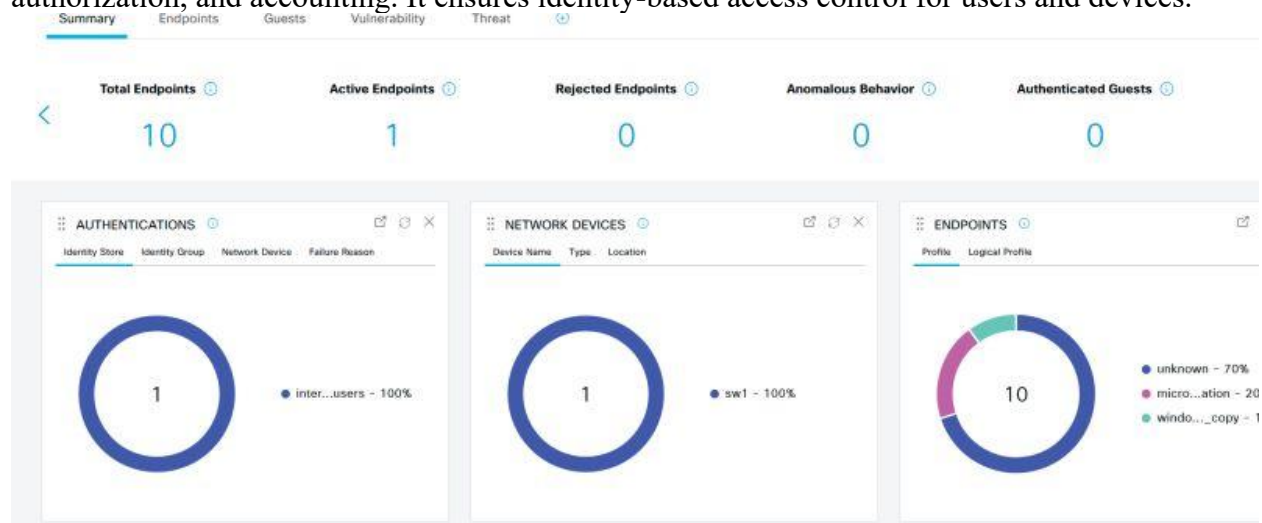 authorization, and accounting. It ensures identity-based access control for users and devices.
Summary Endpoints Guests Vulnerability Threat
Total Endpoints Active Endpoints Rejected Endpoints Anomalous Behavior Authenticated Guests
10 1 0 0 0
AUTHENTICATIONS NETWORK DEVICES ENDPOINTS
Identity Store Identity Group Network Device Failure Reason Device Name Type Location Profile Logical Profile
unknown - 70%
1 inter...users - 100% 1 sw1 - 100% 10 micro...ation - 20
windo..._copy - 1